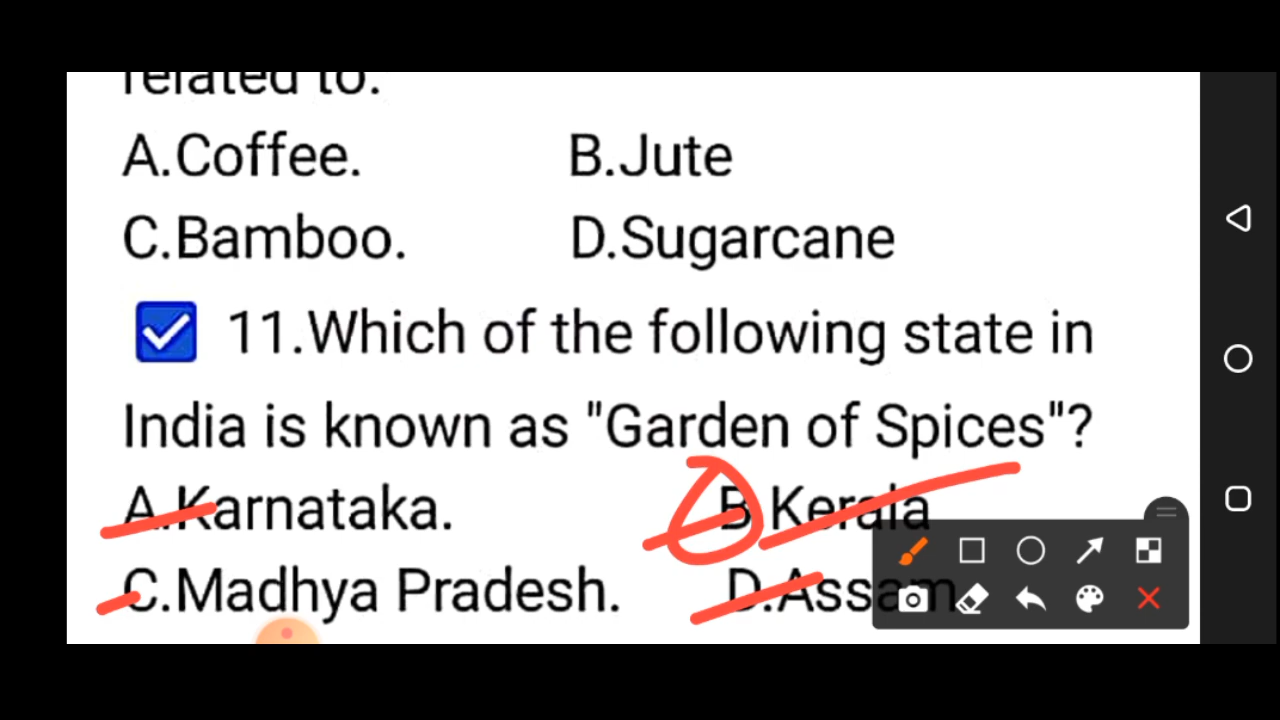 related to.
A.Coffee. B.Jute
C.Bamboo. D.Sugarcane
11.Which of the following state in
India is known as "Garden of Spices"?
A.Karnataka. B.Kerala
C.Madhya Pradesh. D.Assam